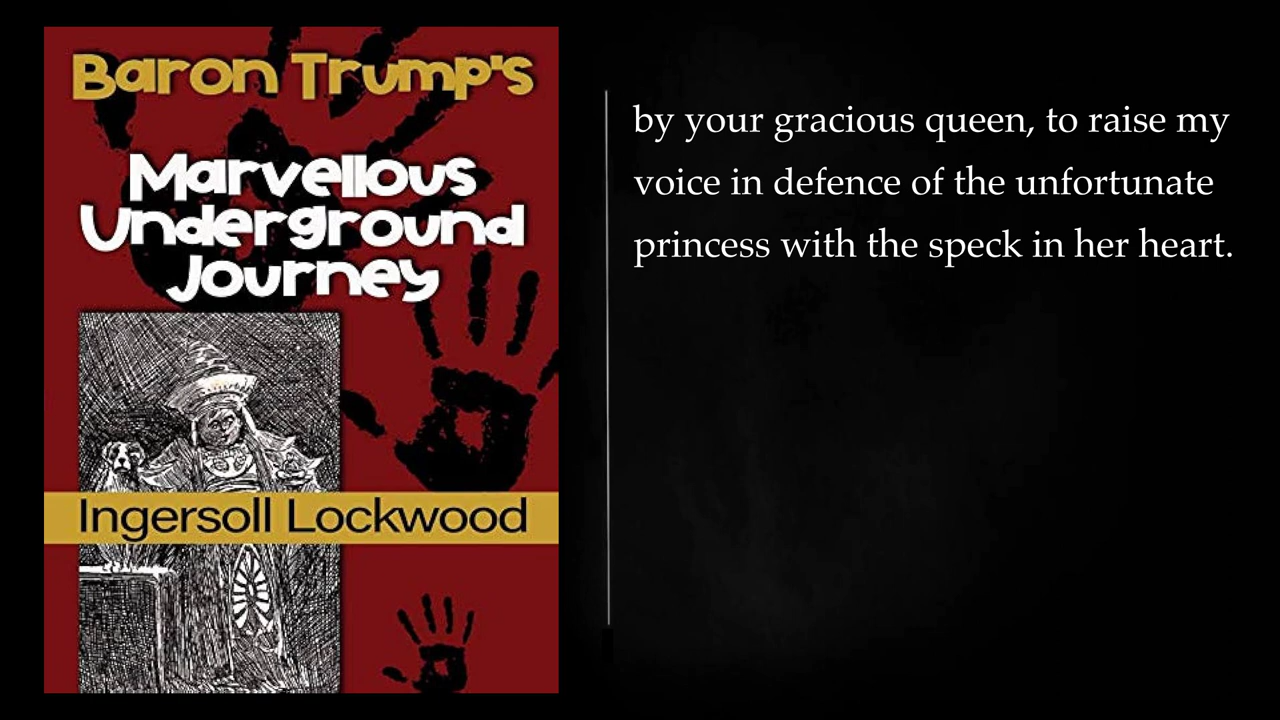 Baron Trump's
Marvellous
Underground
Journey
Ingersoll Lockwood
by your gracious queen, to raise my
voice in defence of the unfortunate
princess with the speck in her heart.